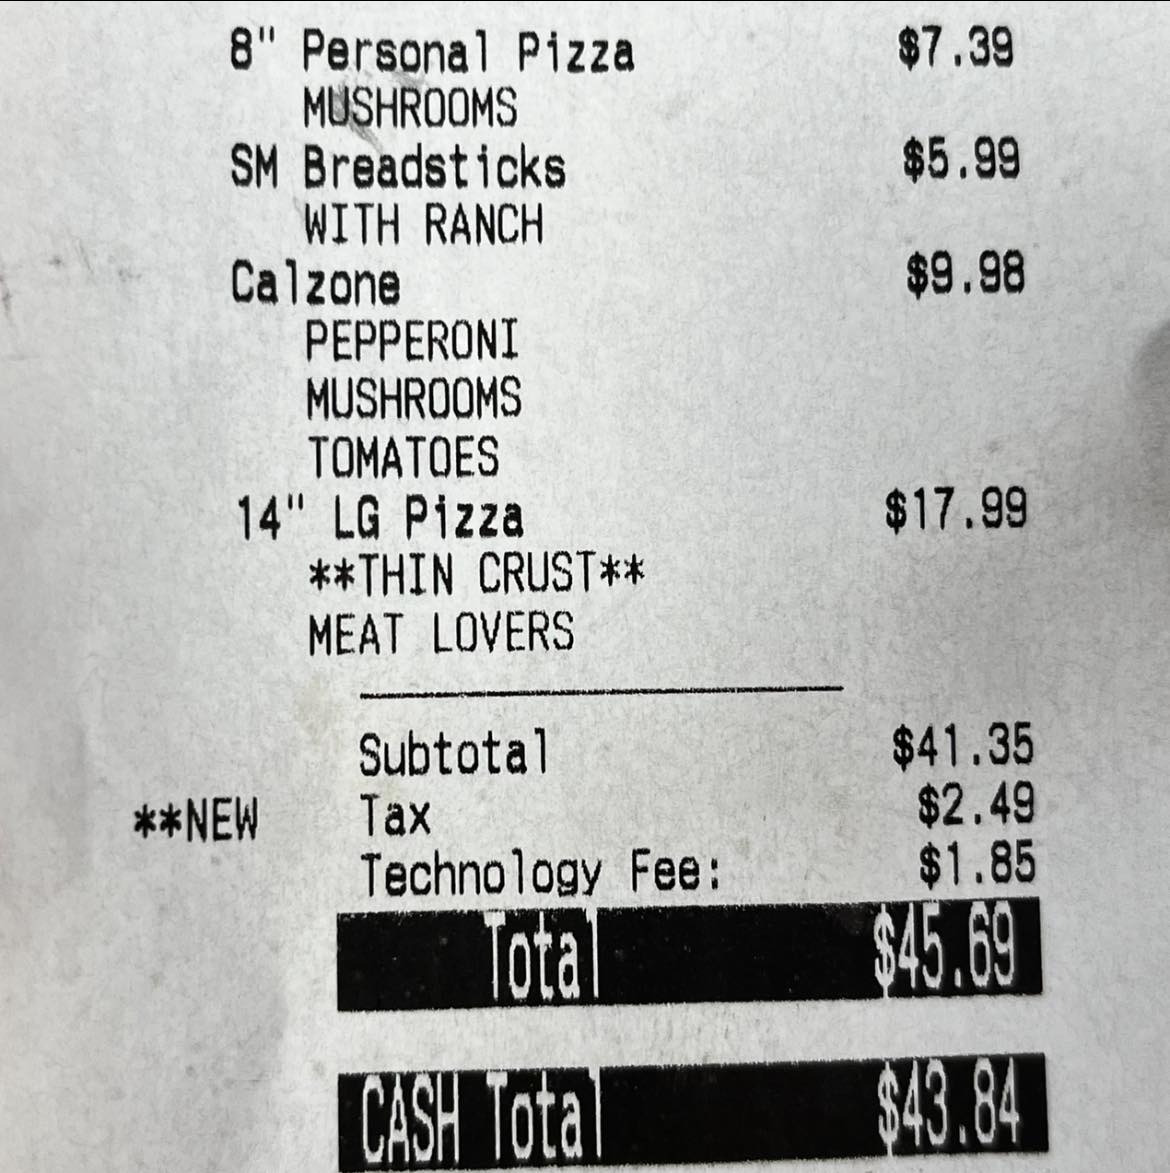 8" Personal Pizza $7.39
MUSHROOMS
SM Breadsticks $5.99
WITH RANCH
Calzone $9.98
PEPPERONI
MUSHROOMS
TOMATOES
14" LG Pizza $17.99
**THIN CRUST**
MEAT LOVERS
Subtotal $41.35
**NEW Tax $2.49
Technology Fee: $1.85
Total $45.69
CASH Total $43.84